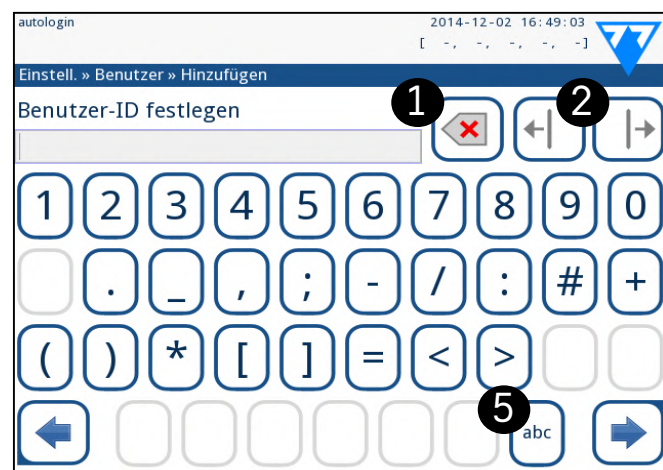 autologin
2014-12-02 16:49:03
[ -, -, -, -, -]
Einstell. » Benutzer » Hinzufügen
Benutzer-ID festlegen
1 2
1 2 3 4 5 6 7 8 9 0
. _ , ; - / : # +
( ) * [ ] = < >
5
abc